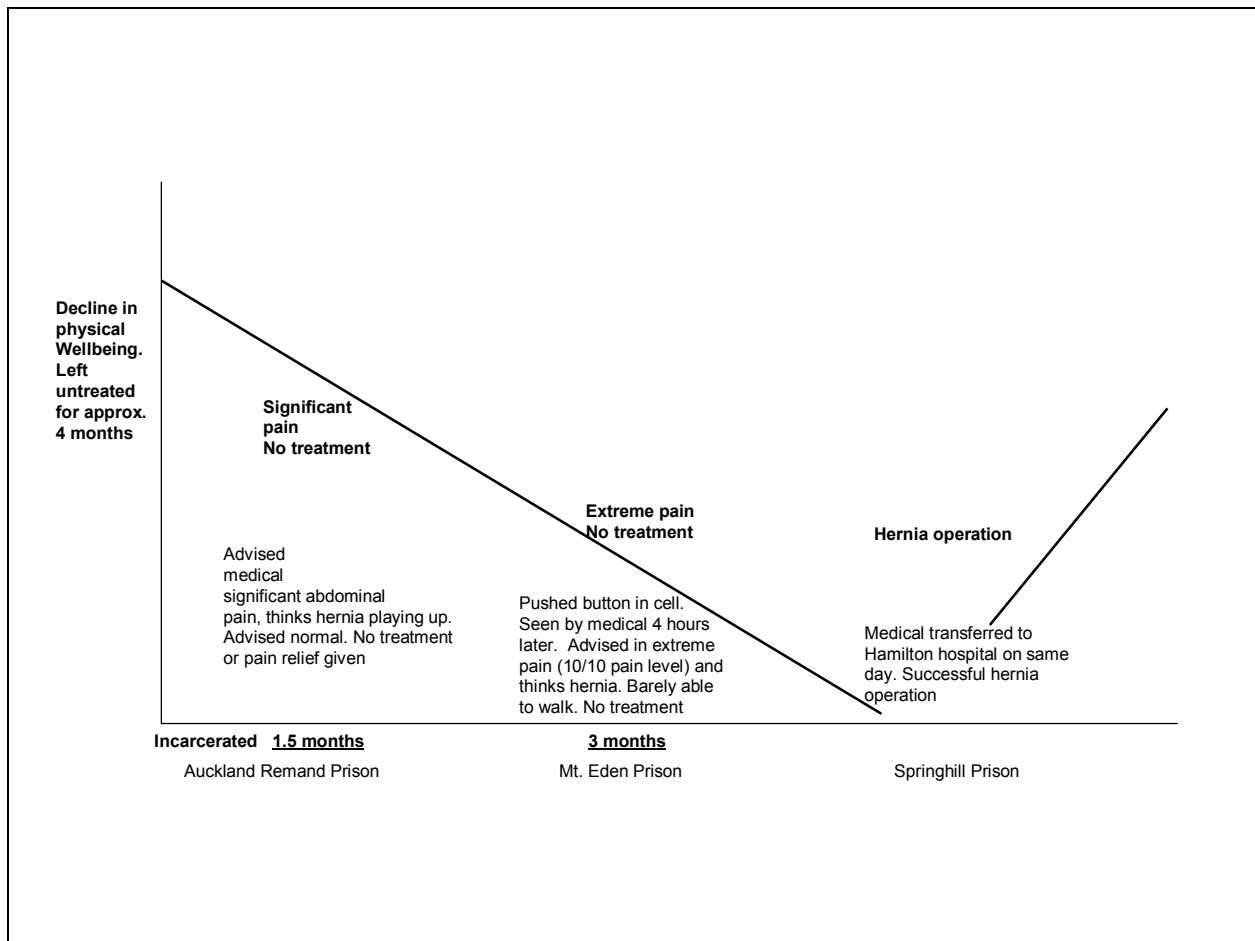 Decline in
physical
Wellbeing.
Left
untreated
for approx.
4 months
Significant
pain
No treatment
Advised
medical
significant abdominal
pain, thinks hernia playing up.
Advised normal. No treatment
or pain relief given
Extreme pain
No treatment
Pushed button in cell.
Seen by medical 4 hours
later.  Advised in extreme
pain (10/10 pain level) and
thinks hernia. Barely able
to walk. No treatment
Hernia operation
Medical transferred to
Hamilton hospital on same
day. Successful hernia
operation
Incarcerated 1.5 months 3 months
Auckland Remand Prison Mt. Eden Prison Springhill Prison